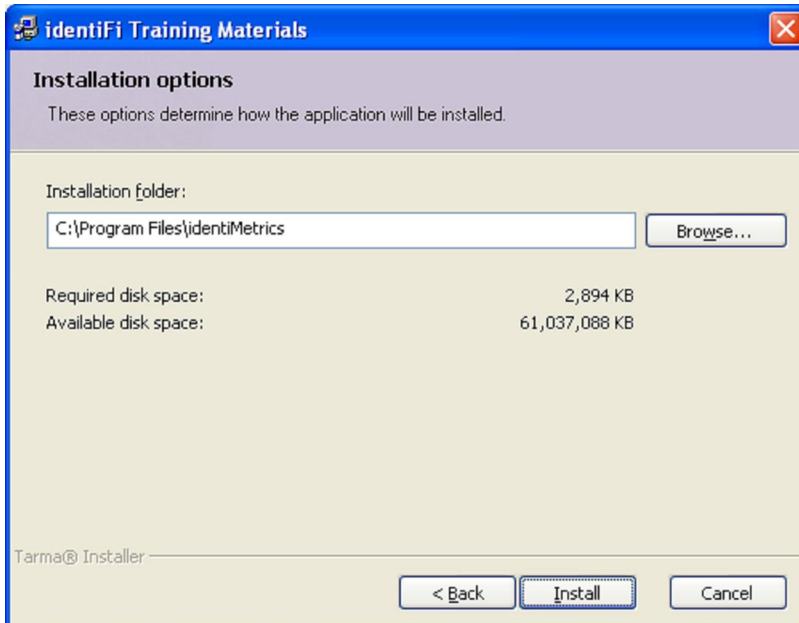 identiFi Training Materials
Installation options
These options determine how the application will be installed.
Installation folder:
C:\Program Files\identiMetrics
Browse...
Required disk space: 2,894 KB
Available disk space: 61,037,088 KB
Tarma® Installer
< Back Install Cancel